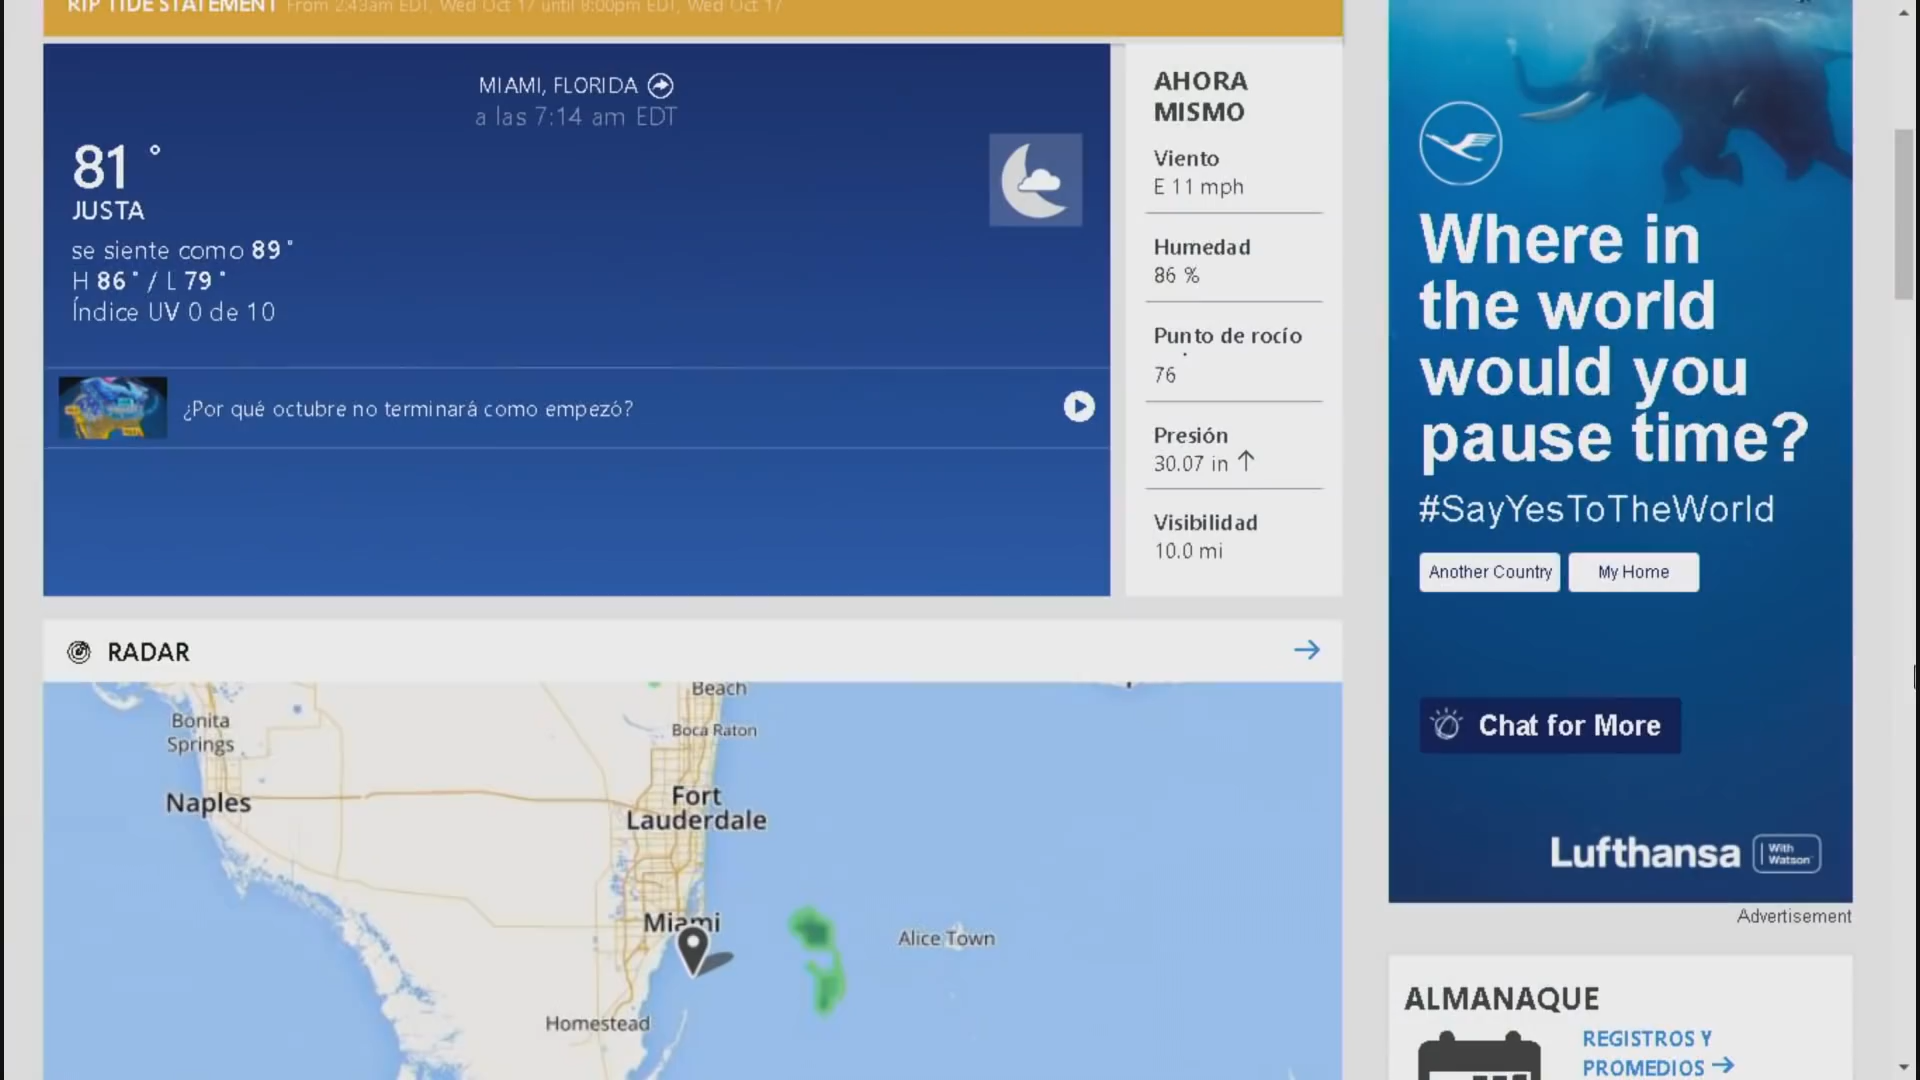 RIP TIDE STATEMENT From 2:43am EDT, Wed Oct 17 until 8:00pm EDT, Wed Oct 17
MIAMI, FLORIDA
a las 7:14 am EDT
81 °
JUSTA
se siente como 89 °
H 86 ° / L 79 °
Índice UV 0 de 10
¿Por qué octubre no terminará como empezó?
AHORA
MISMO
Viento
E 11 mph
Humedad
86 %
Punto de rocío
76 °
Presión
30.07 in ↑
Visibilidad
10.0 mi
RADAR →
Beach
Boca Raton
Bonita
Springs
Naples
Fort
Lauderdale
Miami
Alice Town
Homestead
Where in
the world
would you
pause time?
#SayYesToTheWorld
Another Country
My Home
Chat for More
Lufthansa
With
Watson
Advertisement
ALMANAQUE
REGISTROS Y
PROMEDIOS →